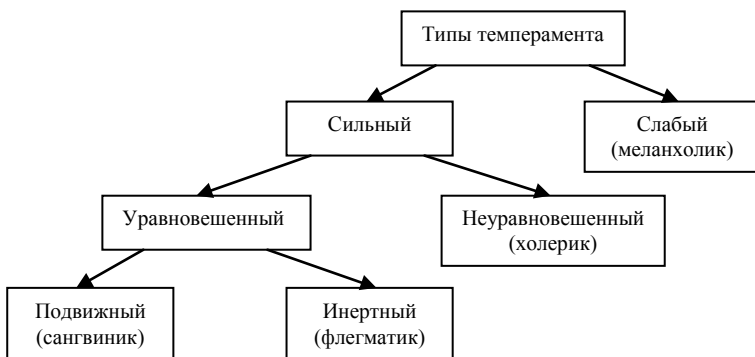 Типы темперамента
Сильный
Слабый
(меланхолик)
Уравновешенный
Неуравновешенный
(холерик)
Подвижный
(сангвиник)
Инертный
(флегматик)